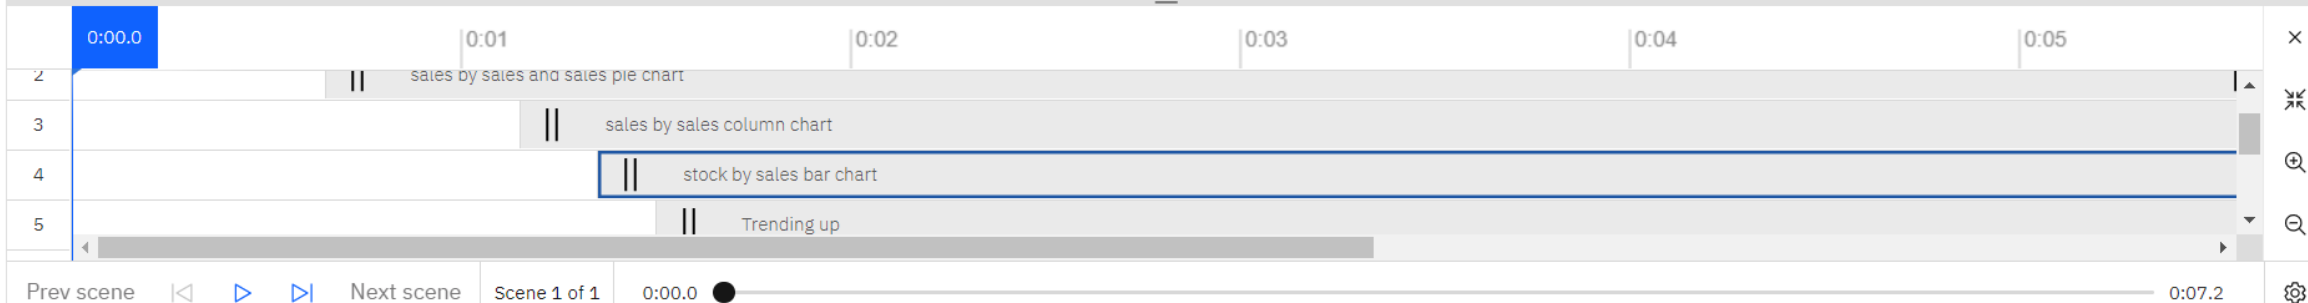 0:00.0 0:01 0:02 0:03 0:04 0:05
2 sales by sales and sales pie chart
3 sales by sales column chart
4 stock by sales bar chart
5 Trending up
Prev scene Next scene Scene 1 of 1 0:00.0 0:07.2